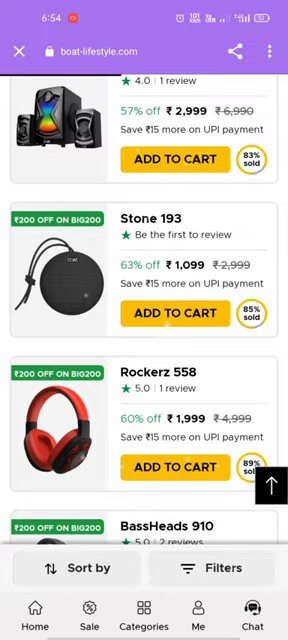 6:54
boat-lifestyle.com
4.0 | 1 review
57% off ₹ 2,999 ₹ 6,990
Save ₹15 more on UPI payment
ADD TO CART
83%
sold
₹200 OFF ON BIG200
Stone 193
Be the first to review
63% off ₹ 1,099 ₹ 2,999
Save ₹15 more on UPI payment
ADD TO CART
85%
sold
₹200 OFF ON BIG200
Rockerz 558
5.0 | 1 review
60% off ₹ 1,999 ₹ 4,999
Save ₹15 more on UPI payment
ADD TO CART
89%
₹200 OFF ON BIG200
BassHeads 910
5.0 | 2 reviews
Sort by
Filters
Home
Sale
Categories
Me
Chat